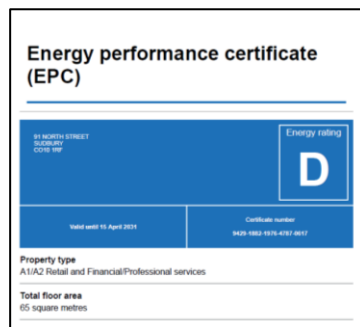 Energy performance certificate
(EPC)
91 NORTH STREET
SUDBURY
CO10 1RF
Energy rating
D
Valid until 15 April 2031
Certificate number
9429-1882-1976-4787-0617
Property type
A1/A2 Retail and Financial/Professional services
Total floor area
65 square metres